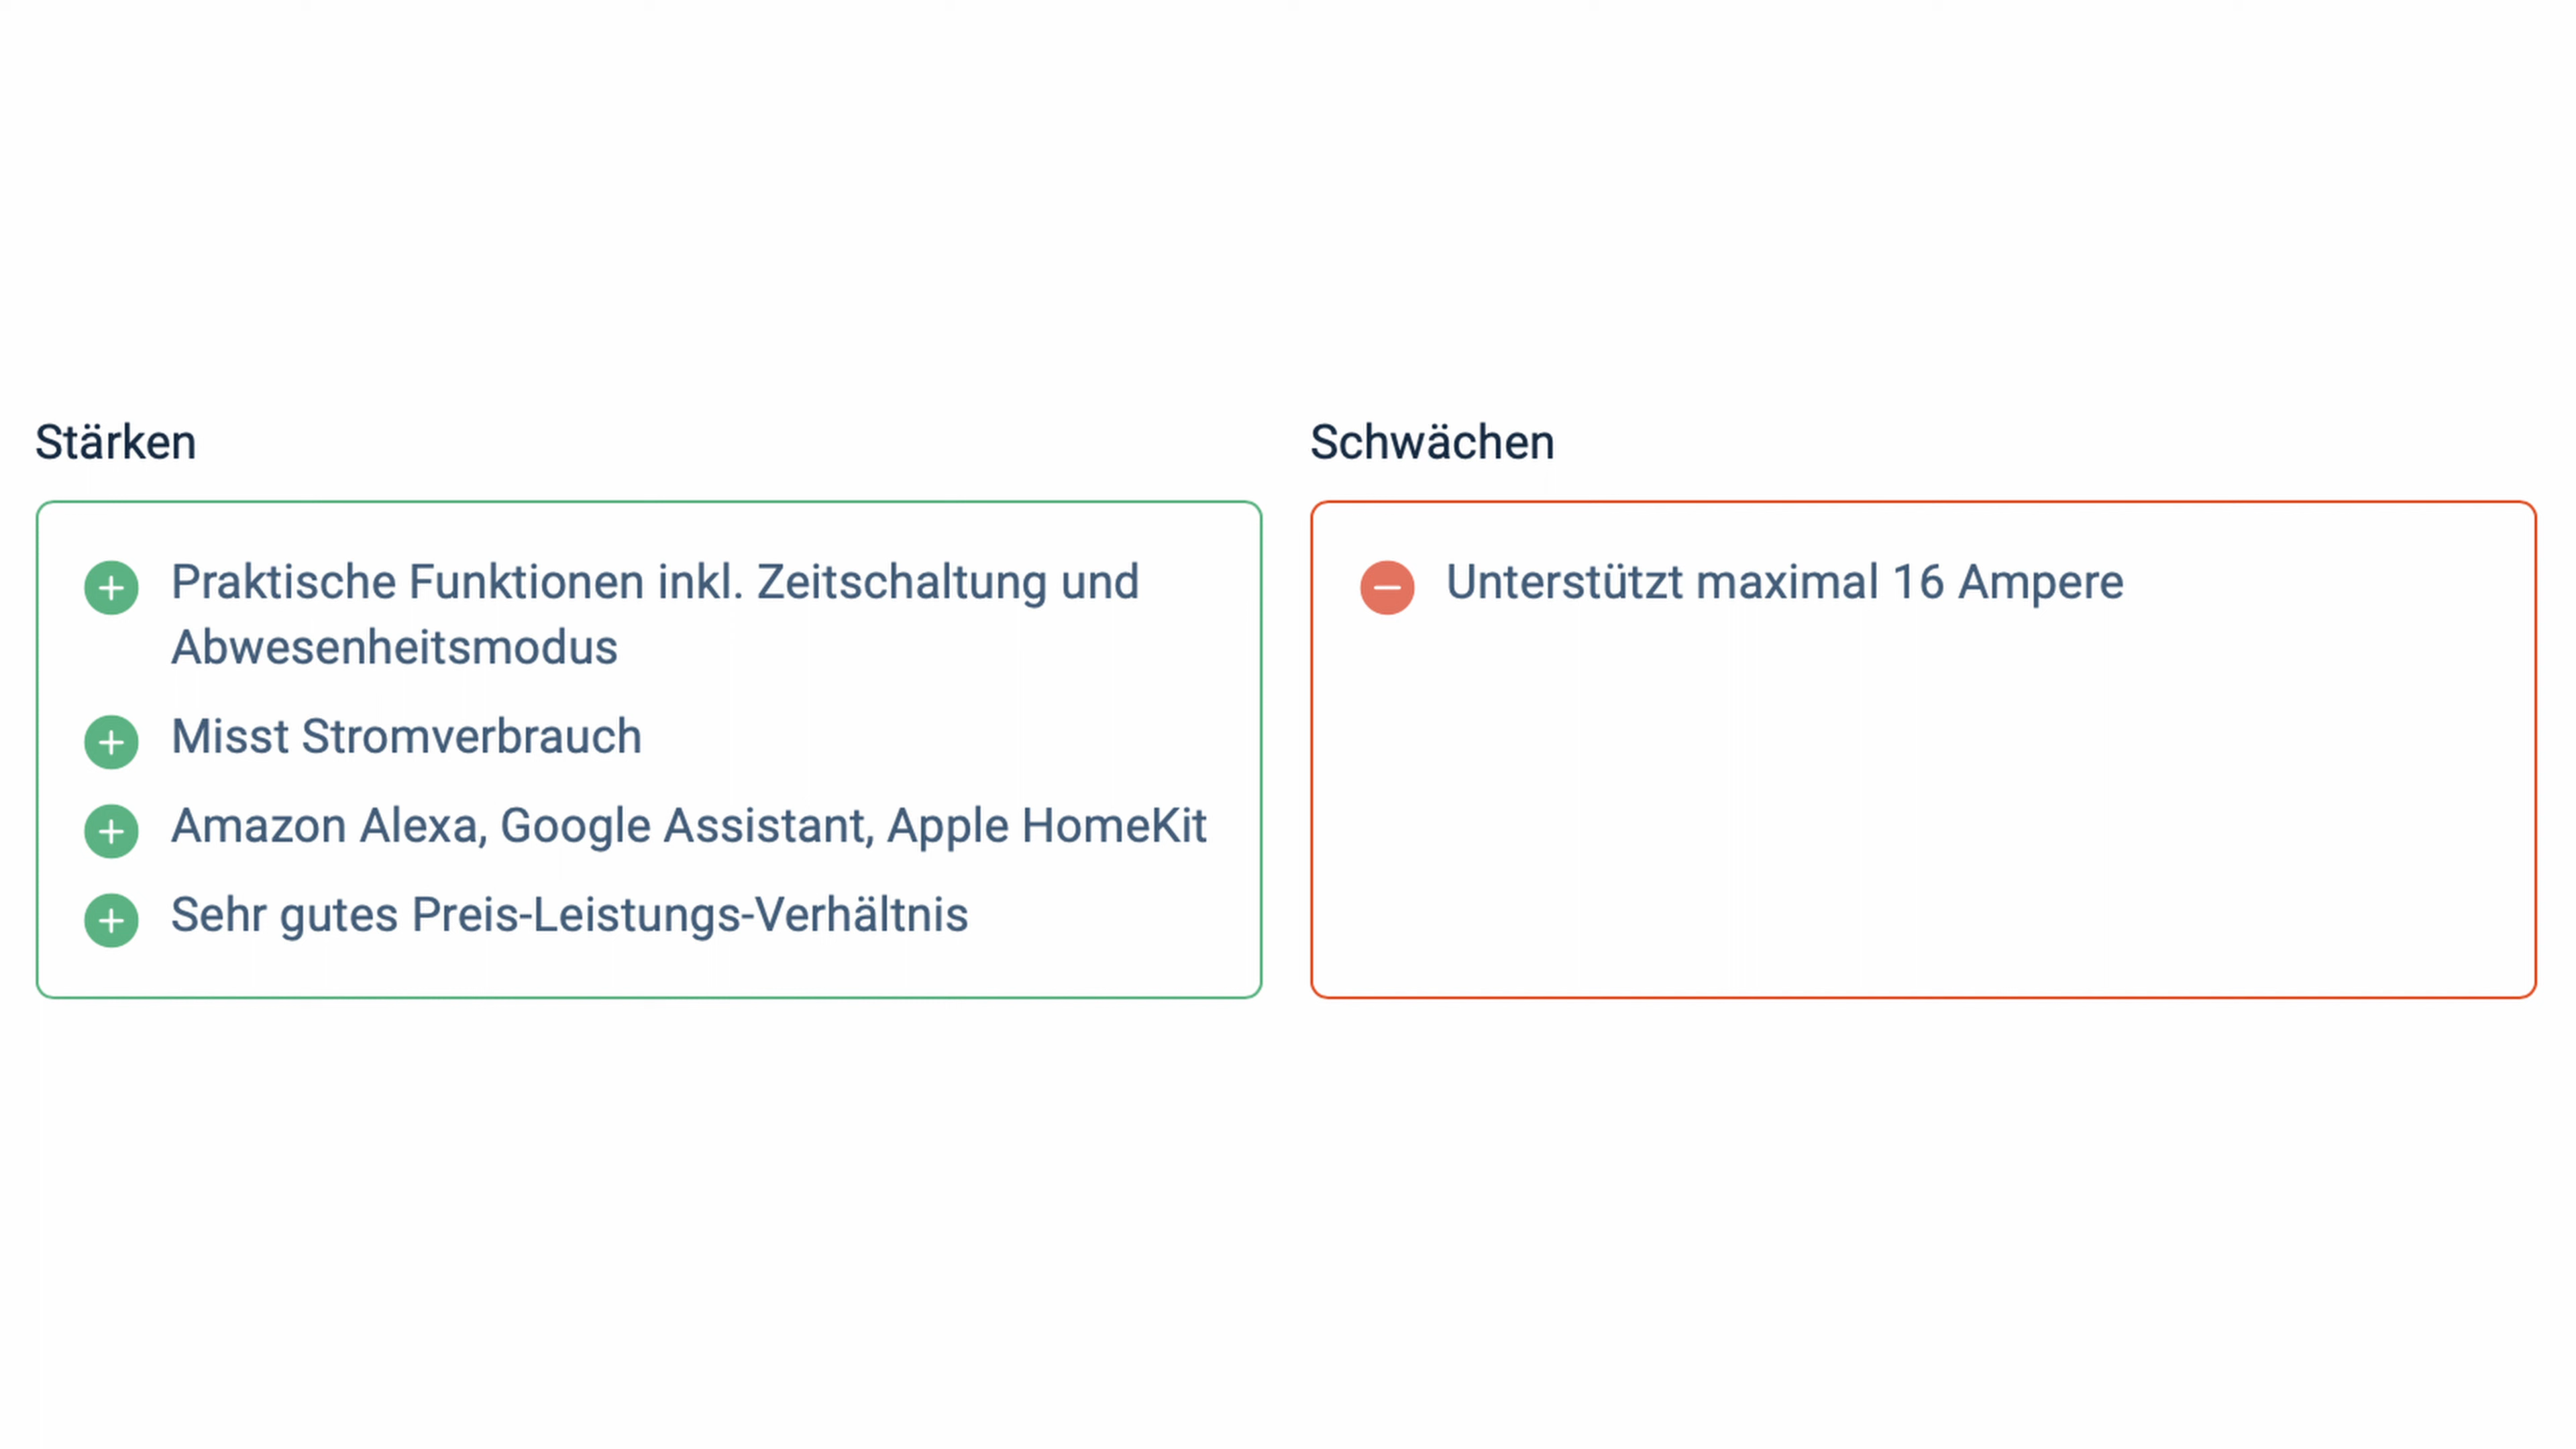 Stärken
Praktische Funktionen inkl. Zeitschaltung und
Abwesenheitsmodus
Misst Stromverbrauch
Amazon Alexa, Google Assistant, Apple HomeKit
Sehr gutes Preis-Leistungs-Verhältnis
Schwächen
Unterstützt maximal 16 Ampere